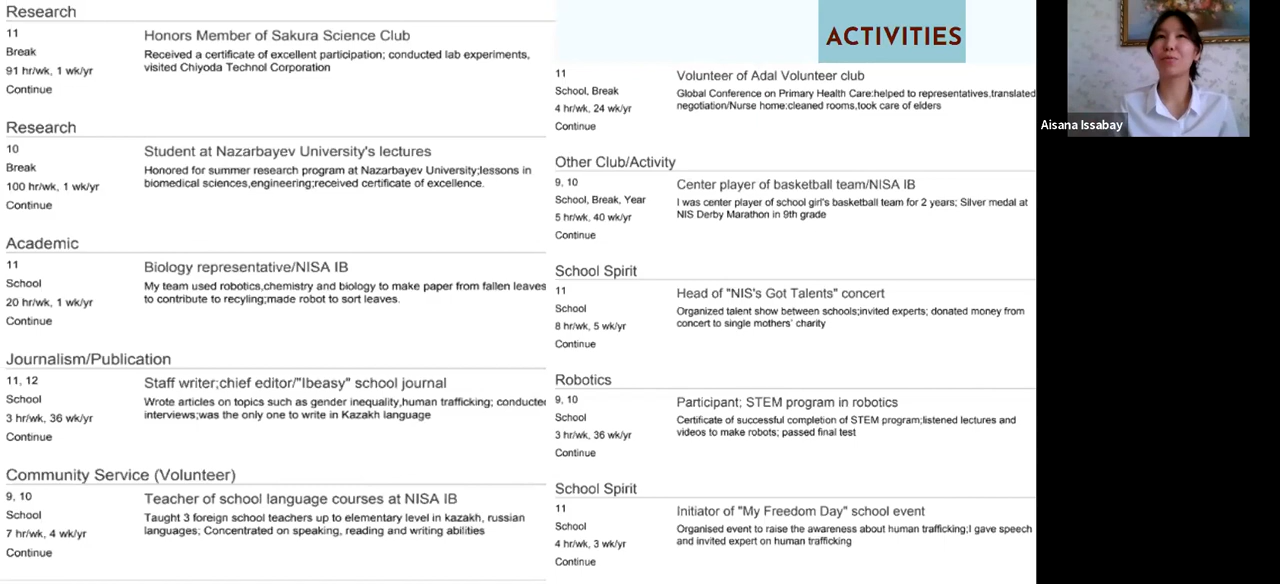 Research
11
Honors Member of Sakura Science Club
Break
Received a certificate of excellent participation; conducted lab experiments,
visited Chiyoda Technol Corporation
91 hr/wk, 1 wk/yr
Continue
Research
10
Student at Nazarbayev University's lectures
Break
Honored for summer research program at Nazarbayev University;lessons in
biomedical sciences,engineering;received certificate of excellence.
100 hr/wk, 1 wk/yr
Continue
Academic
11
Biology representative/NISA IB
School
My team used robotics,chemistry and biology to make paper from fallen leaves
to contribute to recyling;made robot to sort leaves.
20 hr/wk, 1 wk/yr
Continue
Journalism/Publication
11, 12
Staff writer;chief editor/"Ibeasy" school journal
School
Wrote articles on topics such as gender inequality,human trafficking; conducted
interviews;was the only one to write in Kazakh language
3 hr/wk, 36 wk/yr
Continue
Community Service (Volunteer)
9, 10
Teacher of school language courses at NISA IB
School
Taught 3 foreign school teachers up to elementary level in kazakh, russian
languages; Concentrated on speaking, reading and writing abilities
7 hr/wk, 4 wk/yr
Continue
ACTIVITIES
11
Volunteer of Adal Volunteer club
School, Break
Global Conference on Primary Health Care:helped to representatives,translated
negotiation/Nurse home:cleaned rooms,took care of elders
4 hr/wk, 24 wk/yr
Continue
Other Club/Activity
9, 10
Center player of basketball team/NISA IB
School, Break, Year
I was center player of school girl's basketball team for 2 years; Silver medal at
NIS Derby Marathon in 9th grade
5 hr/wk, 40 wk/yr
Continue
School Spirit
11
Head of "NIS's Got Talents" concert
School
Organized talent show between schools;invited experts; donated money from
concert to single mothers' charity
8 hr/wk, 5 wk/yr
Continue
Robotics
9, 10
Participant; STEM program in robotics
School
Certificate of successful completion of STEM program;listened lectures and
videos to make robots; passed final test
3 hr/wk, 36 wk/yr
Continue
School Spirit
11
Initiator of "My Freedom Day" school event
School
Organised event to raise the awareness about human trafficking;I gave speech
and invited expert on human trafficking
4 hr/wk, 3 wk/yr
Continue
Aisana Issabay